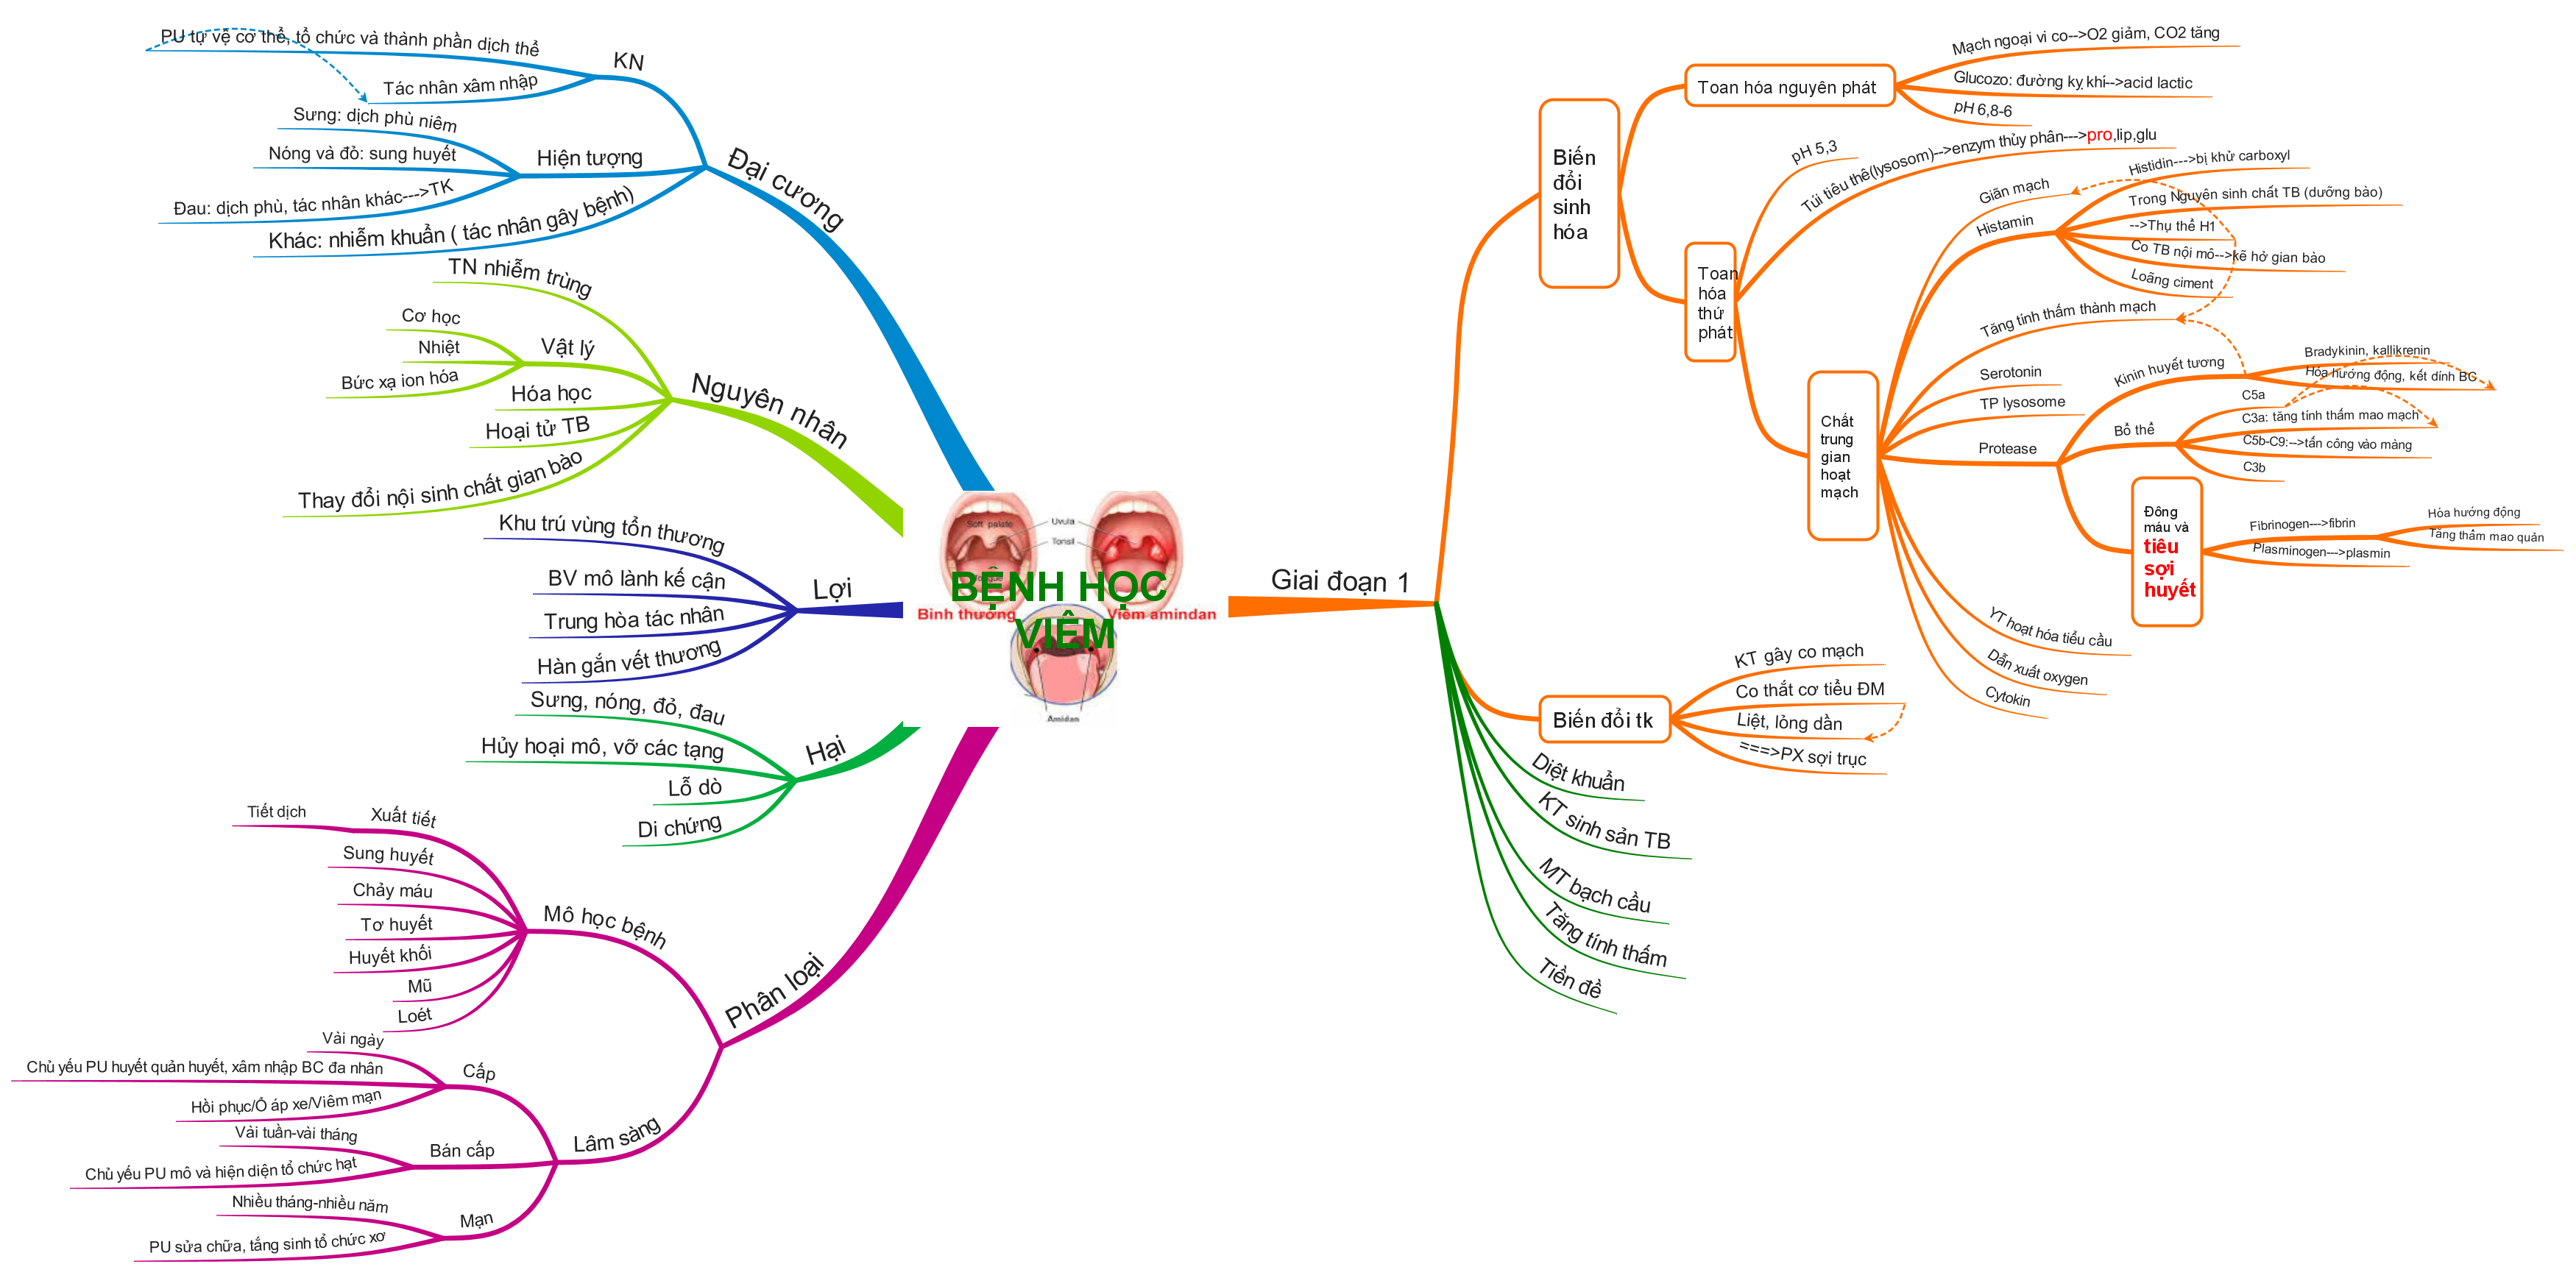 PU tự vệ cơ thể, tổ chức và thành phần dịch thể
Tác nhân xâm nhập
KN
Sưng: dịch phù niêm
Nóng và đỏ: sung huyết
Đau: dịch phù, tác nhân khác--->TK
Hiện tượng
Khác: nhiễm khuẩn ( tác nhân gây bệnh)
Đại cương
TN nhiễm trùng
Cơ học
Nhiệt
Bức xạ ion hóa
Vật lý
Hóa học
Hoại tử TB
Thay đổi nội sinh chất gian bào
Nguyên nhân
Khu trú vùng tổn thương
BV mô lành kế cận
Trung hòa tác nhân
Hàn gắn vết thương
Lợi
Sưng, nóng, đỏ, đau
Hủy hoại mô, vỡ các tạng
Lỗ dò
Di chứng
Hại
Tiết dịch
Xuất tiết
Sung huyết
Chảy máu
Tơ huyết
Huyết khối
Mũ
Loét
Mô học bệnh
Vài ngày
Chủ yếu PU huyết quản huyết, xâm nhập BC đa nhân
Hồi phục/Ổ áp xe/Viêm mạn
Cấp
Vài tuần-vài tháng
Chủ yếu PU mô và hiện diện tổ chức hạt
Bán cấp
Nhiều tháng-nhiều năm
PU sửa chữa, tắng sinh tổ chức xơ
Mạn
Lâm sàng
Phân loại
Soft palate
Uvula
Tonsil
BỆNH HỌC
VIÊM
Bình thường
Viêm amindan
Amidan
Giai đoạn 1
Biến
đổi
sinh
hóa
Toan hóa nguyên phát
Mạch ngoại vi co-->O2 giảm, CO2 tăng
Glucozo: đường kỵ khí-->acid lactic
pH 6,8-6
Toan
hóa
thứ
phát
pH 5,3
Túi tiêu thê(lysosom)-->enzym thủy phân--->pro,lip,glu
Chất
trung
gian
hoạt
mạch
Giãn mạch
Histamin
Histidin--->bị khử carboxyl
Trong Nguyên sinh chất TB (dưỡng bào)
-->Thụ thể H1
Co TB nội mô-->kẽ hở gian bào
Loãng ciment
Tăng tính thấm thành mạch
Serotonin
TP lysosome
Protease
Kinin huyết tương
Bradykinin, kallikrenin
Hóa hướng động, kết dính BC
Bổ thể
C5a
C3a: tăng tính thấm mao mạch
C5b-C9:-->tấn công vào màng
C3b
Đông
máu và
tiêu
sợi
huyết
Fibrinogen--->fibrin
Hóa hướng động
Tăng thấm mao quản
Plasminogen--->plasmin
YT hoạt hóa tiểu cầu
Dẫn xuất oxygen
Cytokin
Biến đổi tk
KT gây co mạch
Co thắt cơ tiểu ĐM
Liệt, lỏng dần
===>PX sợi trục
Diệt khuẩn
KT sinh sản TB
MT bạch cầu
Tăng tính thấm
Tiền đề